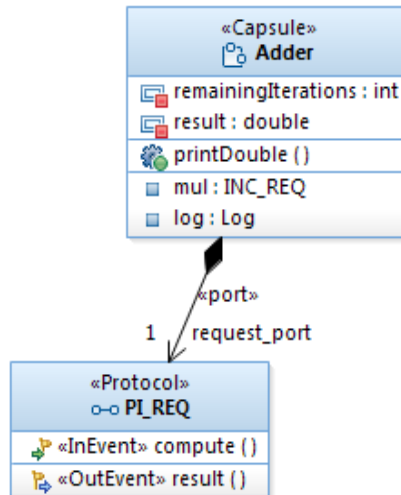 «Capsule»
Adder
remainingIterations : int
result : double
printDouble ( )
mul : INC_REQ
log : Log
«port»
1 request_port
«Protocol»
PI_REQ
«InEvent» compute ( )
«OutEvent» result ( )